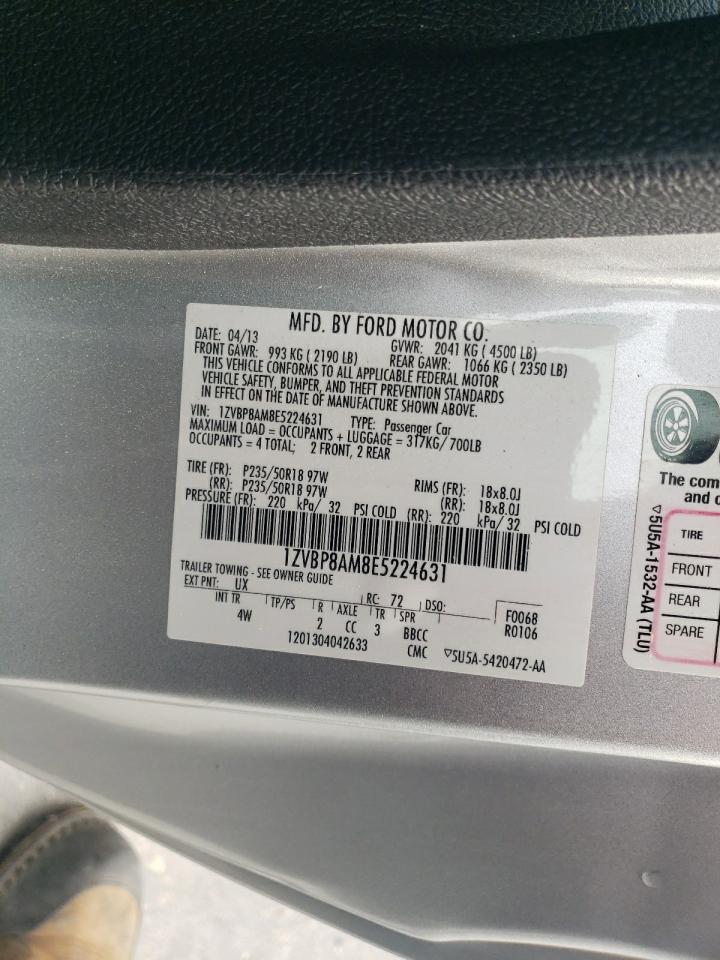 MFD. BY FORD MOTOR CO.
DATE: 04/13 GVWR: 2041 KG ( 4500 LB)
FRONT GAWR: 993 KG ( 2190 LB) REAR GAWR: 1066 KG ( 2350 LB)
THIS VEHICLE CONFORMS TO ALL APPLICABLE FEDERAL MOTOR
VEHICLE SAFETY, BUMPER, AND THEFT PREVENTION STANDARDS
IN EFFECT ON THE DATE OF MANUFACTURE SHOWN ABOVE.
VIN: 1ZVBP8AM8E5224631 TYPE: Passenger Car
MAXIMUM LOAD = OCCUPANTS + LUGGAGE = 317KG/ 700LB
OCCUPANTS = 4 TOTAL; 2 FRONT, 2 REAR
TIRE (FR): P235/50R18 97W RIMS (FR): 18x8.0J
(RR): P235/50R18 97W (RR): 18x8.0J
PRESSURE (FR): 220 kPa/ 32 PSI COLD (RR): 220 kPa/ 32 PSI COLD
1ZVBP8AM8E5224631
TRAILER TOWING - SEE OWNER GUIDE
EXT PNT: UX RC: 72 DSO: F0068
INT TR TP/PS R AXLE TR SPR R0106
4W 2 CC 3 BBCC
1201304042633 CMC ▽5U5A-5420472-AA
The com
and c
▽5U5A-1532-AA (TLU)
TIRE
FRONT
REAR
SPARE